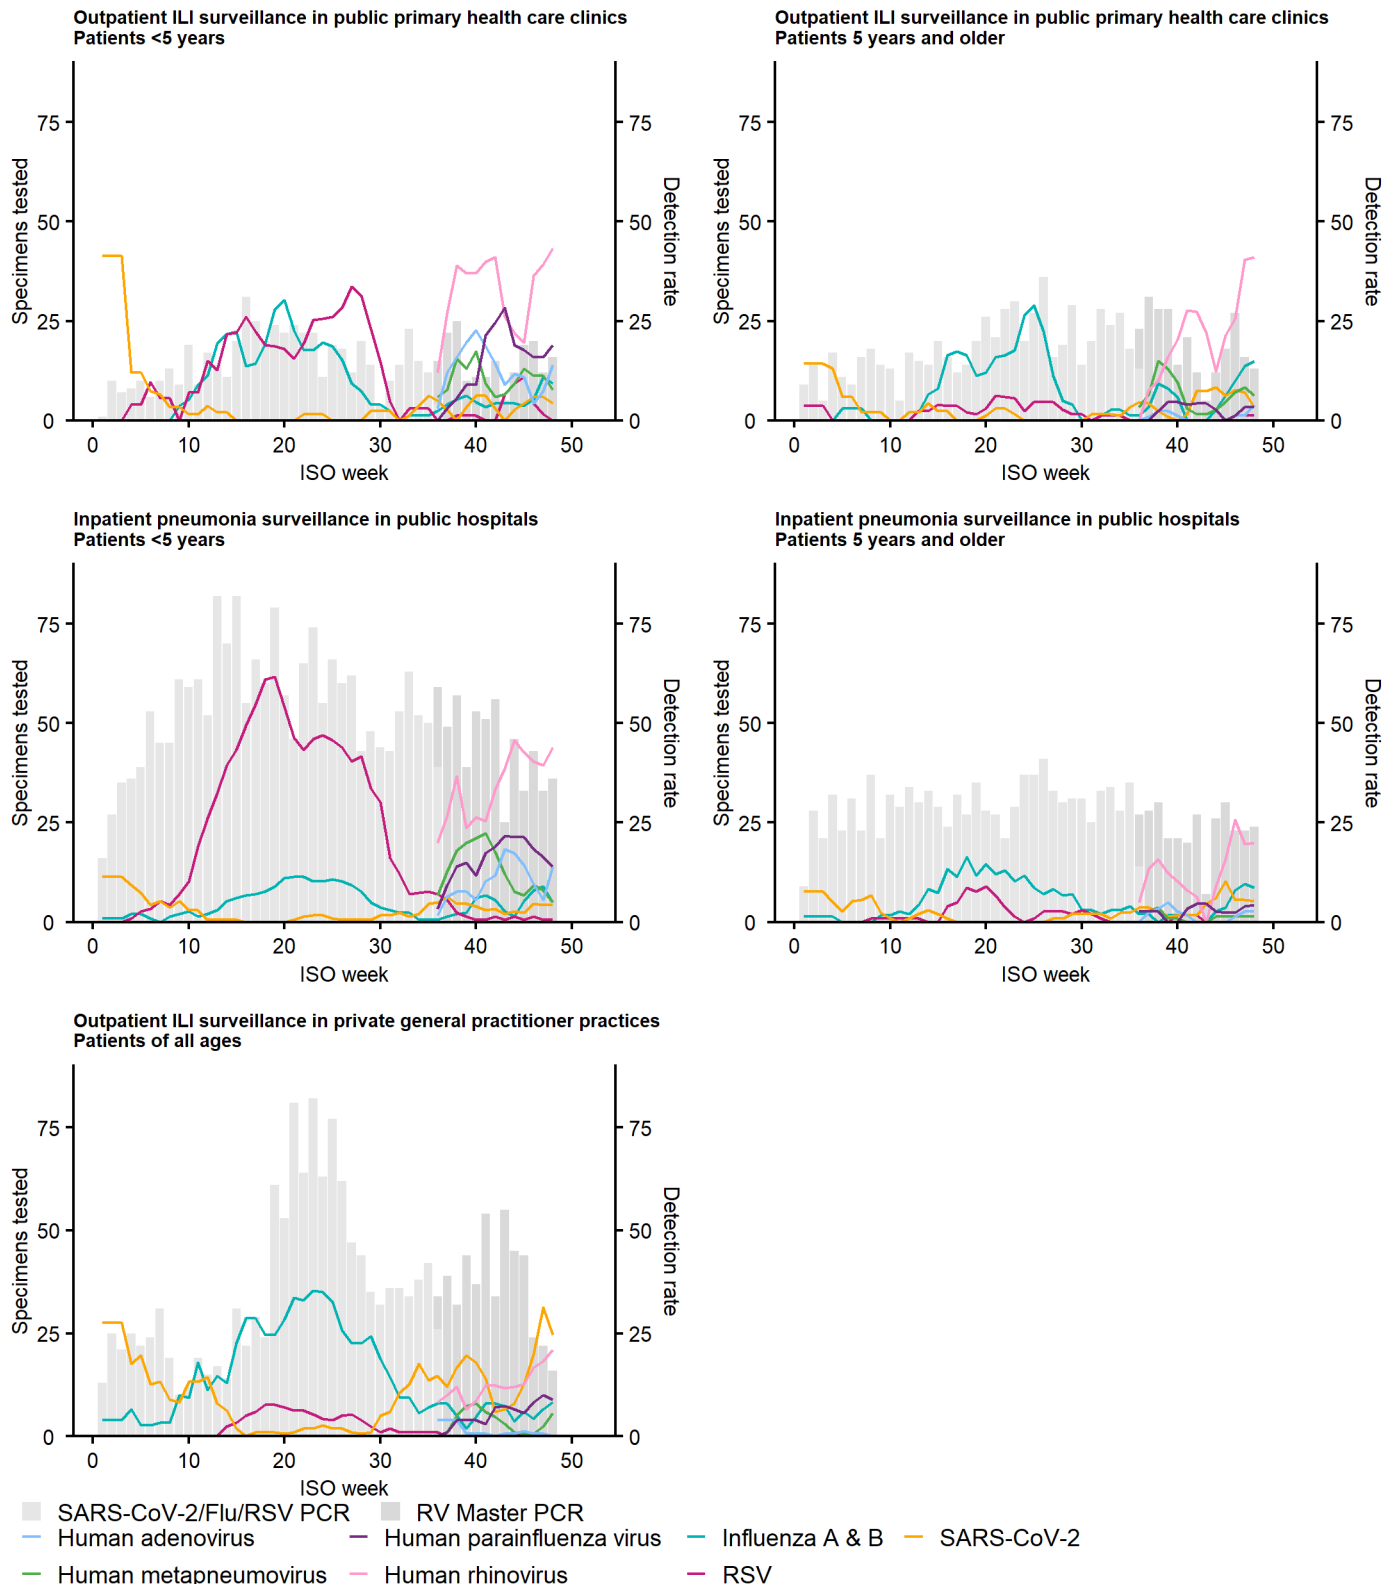 Outpatient ILI surveillance in public primary health care clinics
Patients <5 years
75
50
25
0
Specimens tested
75
50
25
0
Detection rate
0 10 20 30 40 50
ISO week
Outpatient ILI surveillance in public primary health care clinics
Patients 5 years and older
75
50
25
0
Specimens tested
75
50
25
0
Detection rate
0 10 20 30 40 50
ISO week
Inpatient pneumonia surveillance in public hospitals
Patients <5 years
75
50
25
0
Specimens tested
75
50
25
0
Detection rate
0 10 20 30 40 50
ISO week
Inpatient pneumonia surveillance in public hospitals
Patients 5 years and older
75
50
25
0
Specimens tested
75
50
25
0
Detection rate
0 10 20 30 40 50
ISO week
Outpatient ILI surveillance in private general practitioner practices
Patients of all ages
75
50
25
0
Specimens tested
75
50
25
0
Detection rate
0 10 20 30 40 50
ISO week
SARS-CoV-2/Flu/RSV PCR RV Master PCR
Human adenovirus Human parainfluenza virus Influenza A & B SARS-CoV-2
Human metapneumovirus Human rhinovirus RSV